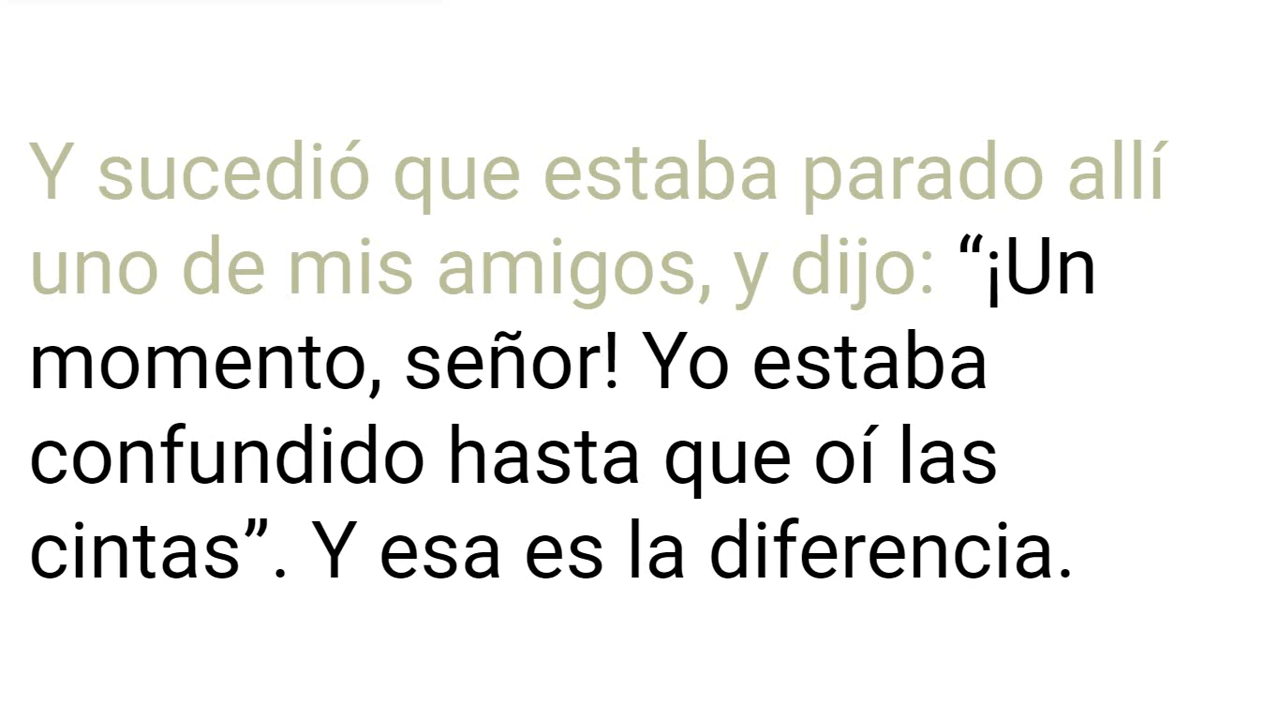 Y sucedió que estaba parado allí
uno de mis amigos, y dijo: “¡Un
momento, señor! Yo estaba
confundido hasta que oí las
cintas”. Y esa es la diferencia.